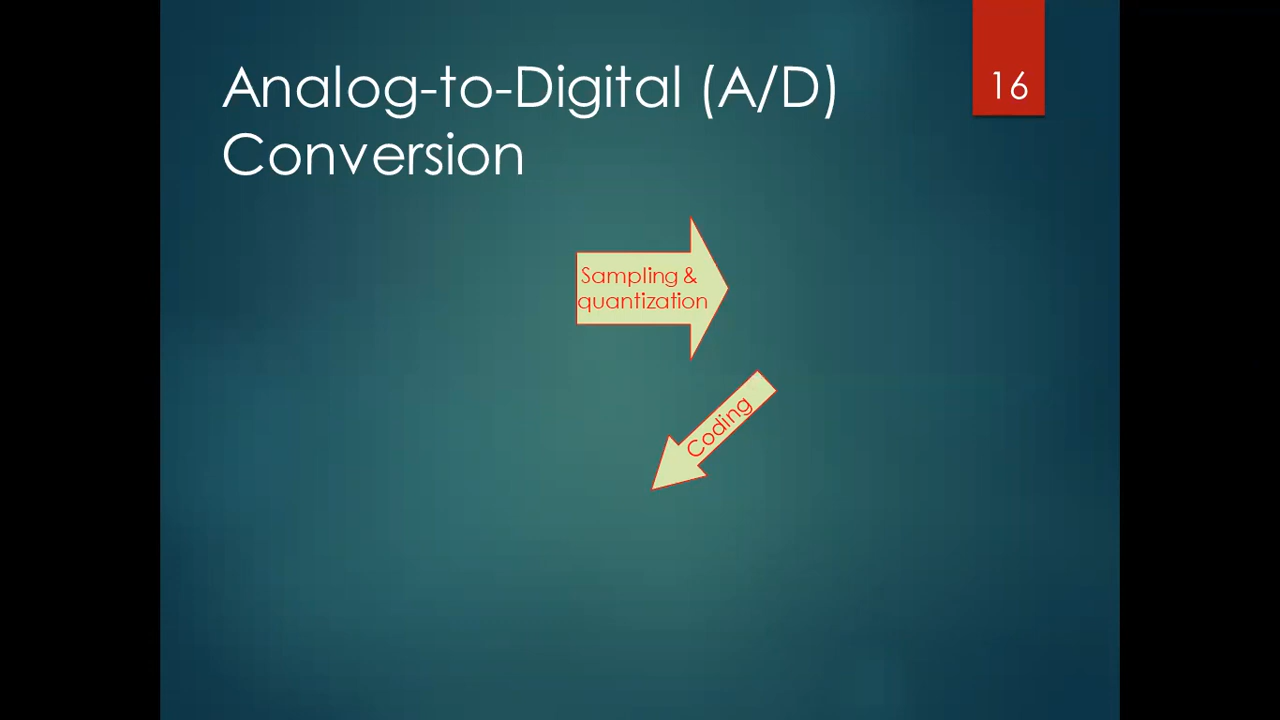 Analog-to-Digital (A/D)
Conversion
16
Sampling &
quantization
Coding